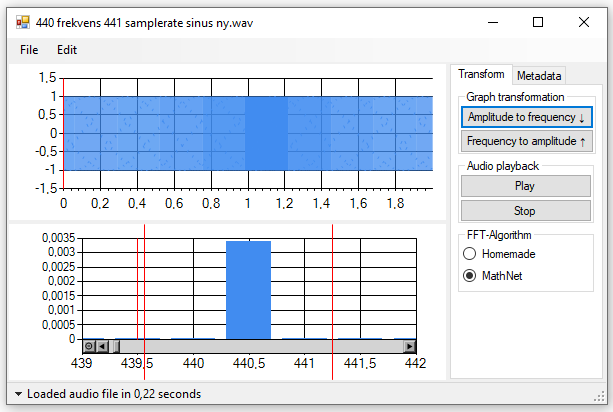 440 frekvens 441 samplerate sinus ny.wav
File Edit
1,5
1
0,5
0
-0,5
-1
-1,5
0 0,2 0,4 0,6 0,8 1 1,2 1,4 1,6 1,8
0,0035
0,003
0,0025
0,002
0,0015
0,001
0,0005
0
439 439,5 440 440,5 441 441,5 442
Transform Metadata
Graph transformation
Amplitude to frequency ↓
Frequency to amplitude ↑
Audio playback
Play
Stop
FFT-Algorithm
Homemade
MathNet
Loaded audio file in 0,22 seconds